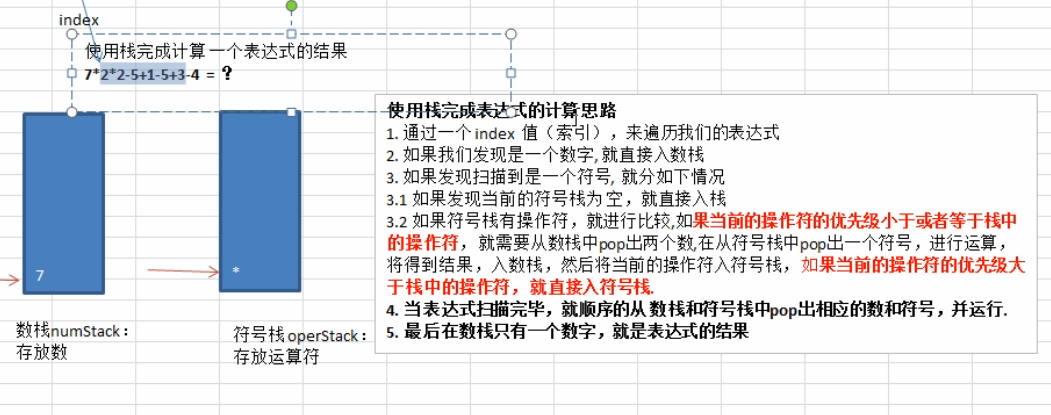 index
使用栈完成计算 一个表达式的结果
7*2*2-5+1-5+3-4 = ？
使用栈完成表达式的计算 思路
1. 通过一个 index 值（索引），来遍历我们的表达式
2. 如果我们发现是一个数字, 就直接入数栈
3. 如果发现扫描到是一个符号, 就分如下情况
3.1 如果发现当前的符号栈为 空，就直接入栈
3.2 如果符号栈有操作符，就进行比较,如果当前的操作符的优先级小于或者等于栈中
的操作符，就需要从数栈中pop出两个数,在从符号栈中pop出一个符号，进行运算，
将得到结果，入数栈，然后将当前的操作符入符号栈，如果当前的操作符的优先级大
于栈中的操作符，就直接入符号栈.
4. 当表达式扫描完毕，就顺序的从 数栈和符号栈中pop出相应的数和符号，并运行.
5. 最后在数栈只有一个数字，就是表达式的结果
7
*
数栈numStack：
存放数
符号栈operStack：
存放运算符